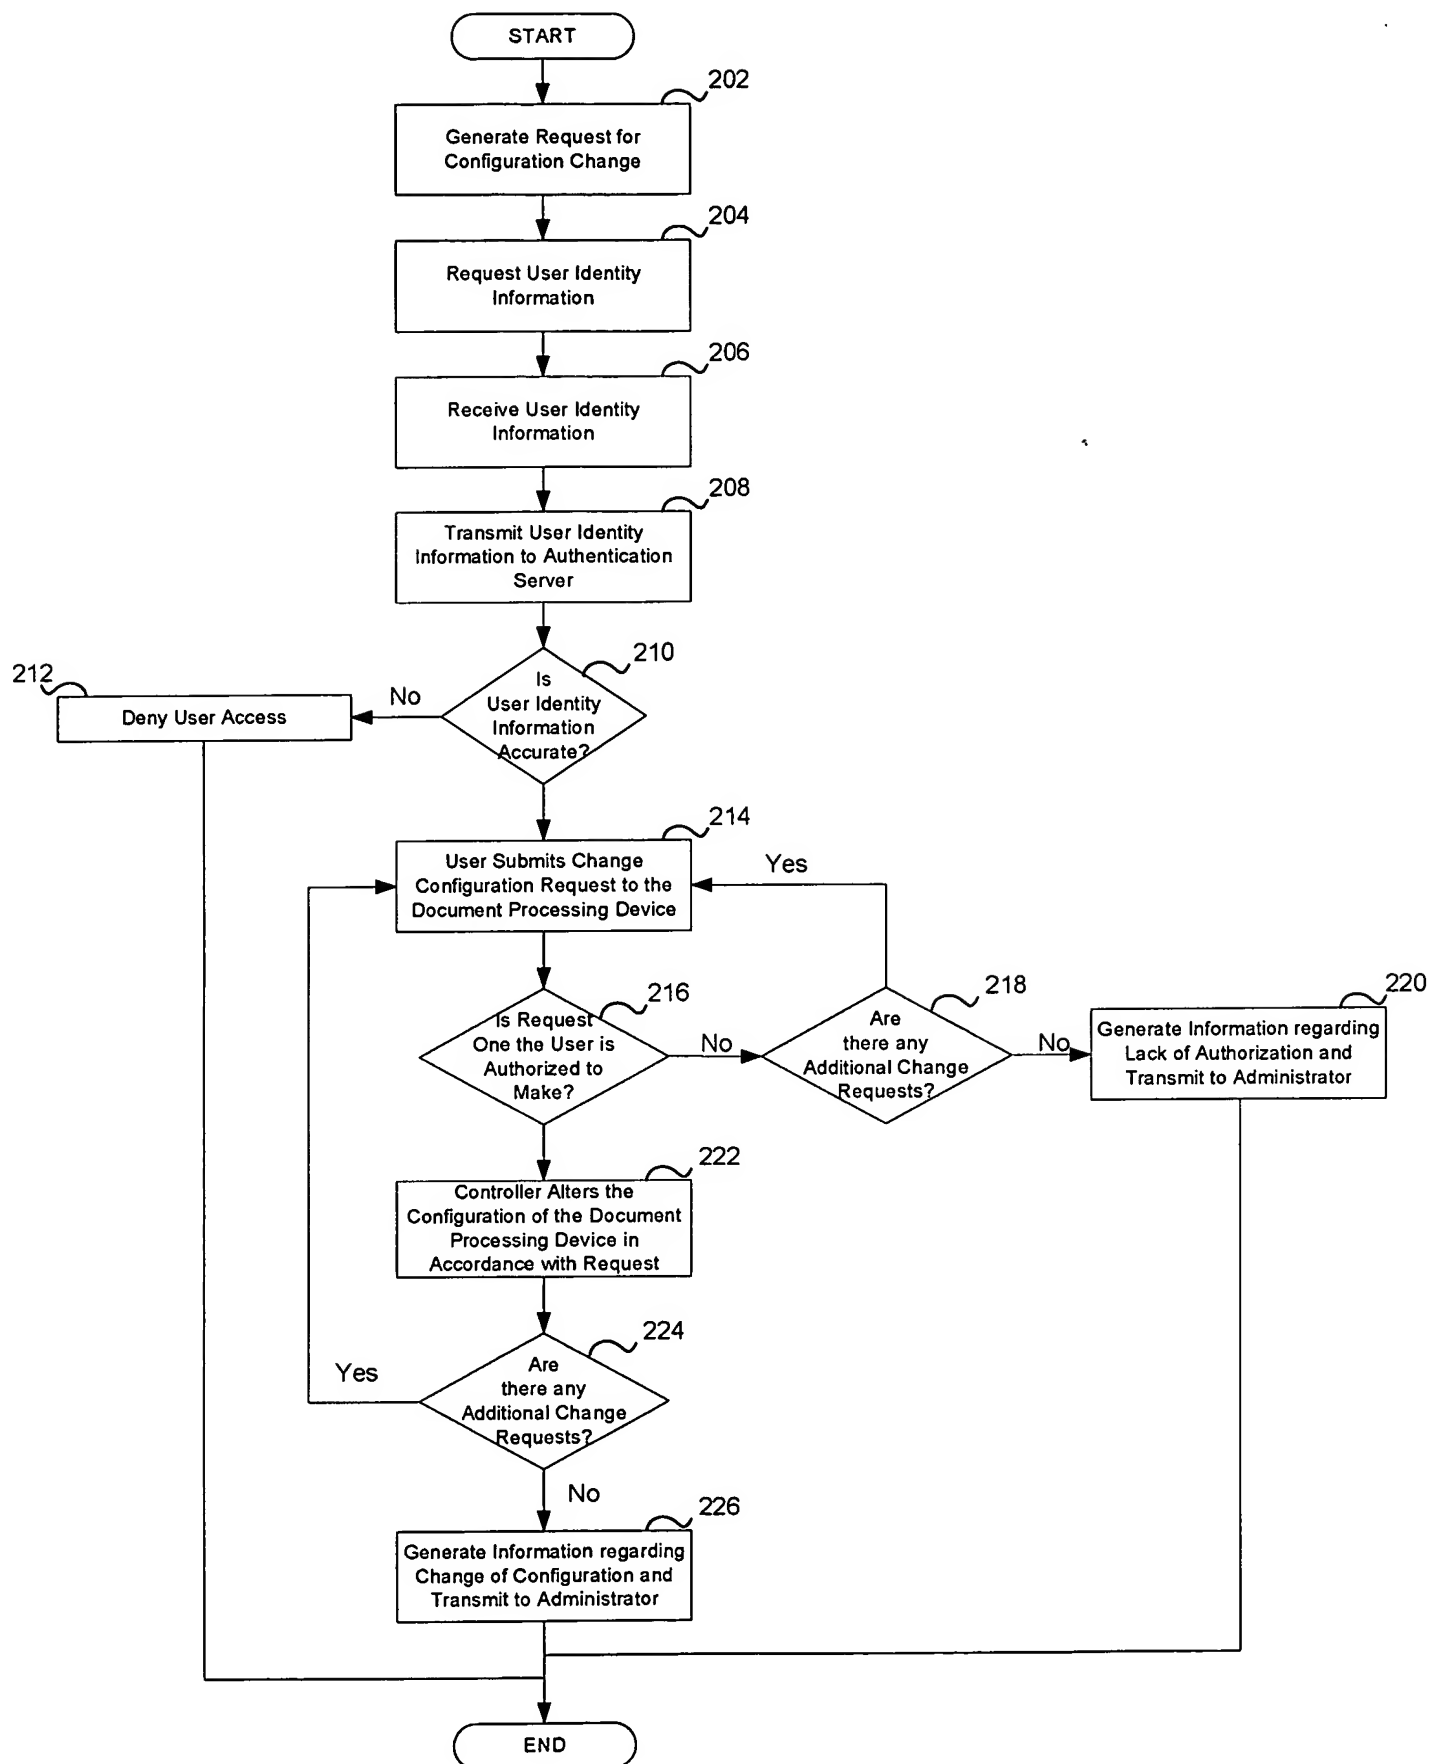 START
202
Generate Request for
Configuration Change
204
Request User Identity
Information
206
Receive User Identity
Information
208
Transmit User Identity
Information to Authentication
Server
210
Is
User Identity
Information
Accurate?
No
212
Deny User Access
214
User Submits Change
Configuration Request to the
Document Processing Device
Yes
216
Is Request
One the User is
Authorized to
Make?
No
218
Are
there any
Additional Change
Requests?
No
220
Generate Information regarding
Lack of Authorization and
Transmit to Administrator
222
Controller Alters the
Configuration of the Document
Processing Device in
Accordance with Request
224
Are
there any
Additional Change
Requests?
Yes
No
226
Generate Information regarding
Change of Configuration and
Transmit to Administrator
END